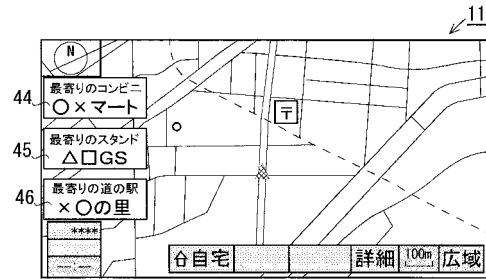 11
N
44
最寄りのコンビニ
○×マート
45
最寄りのスタンド
△□GS
46
最寄りの道の駅
×○の里
****
--:--
〒
自宅
詳細
100m
広域